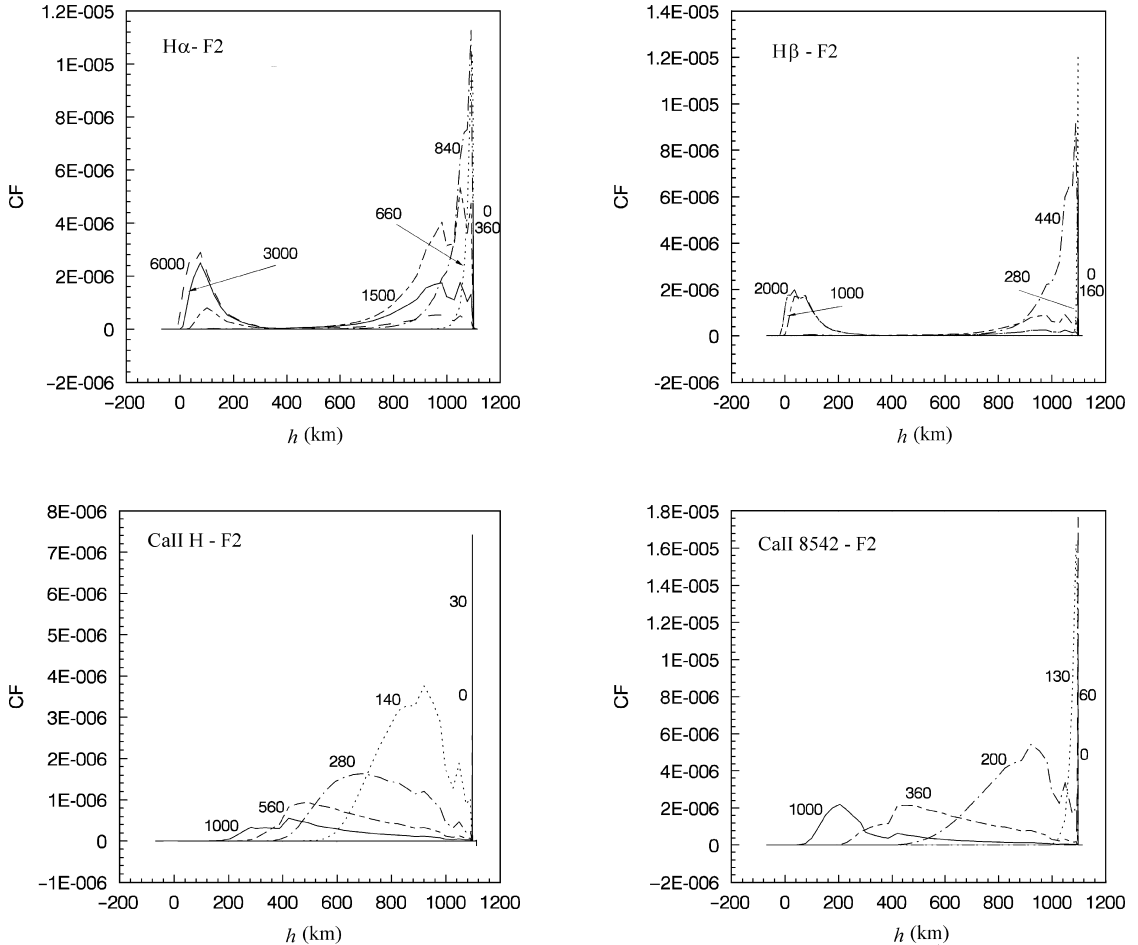 Hα- F2
1.2E-005
1E-005
8E-006
6E-006
4E-006
2E-006
0
−2E-006
CF
840
660
0
360
6000
3000
1500
−200 0 200 400 600 800 1000 1200
h (km)
Hβ - F2
1.4E-005
1.2E-005
1E-005
8E-006
6E-006
4E-006
2E-006
0
−2E-006
CF
440
280
0
160
2000
1000
−200 0 200 400 600 800 1000 1200
h (km)
CaII H - F2
8E-006
7E-006
6E-006
5E-006
4E-006
3E-006
2E-006
1E-006
0
−1E-006
CF
30
0
140
280
560
1000
−200 0 200 400 600 800 1000 1200
h (km)
CaII 8542 - F2
1.8E-005
1.6E-005
1.4E-005
1.2E-005
1E-005
8E-006
6E-006
4E-006
2E-006
0
−2E-006
CF
130
60
0
200
360
1000
−200 0 200 400 600 800 1000 1200
h (km)